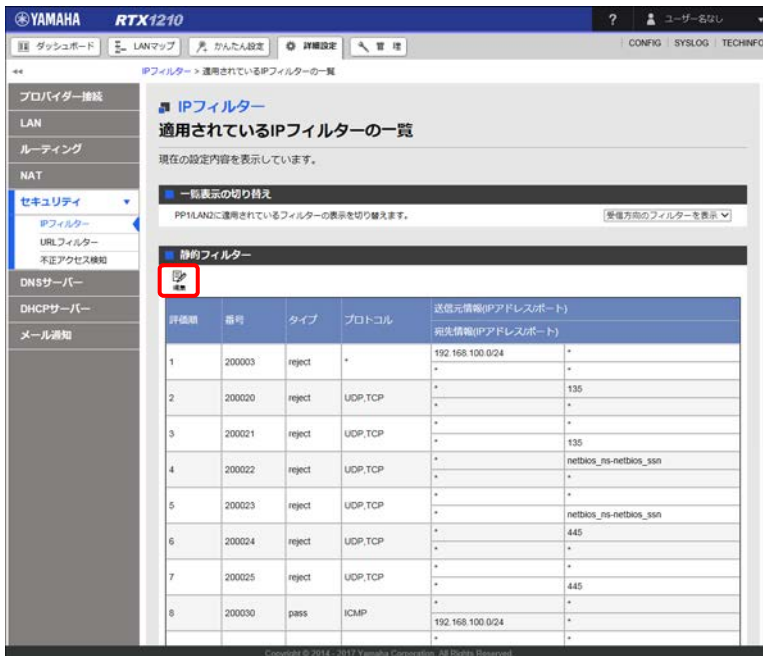 YAMAHA RTX1210 ? ユーザー名なし
ダッシュボード LANマップ かんたん設定 詳細設定 管理 CONFIG SYSLOG TECHINFO
IPフィルター > 適用されているIPフィルターの一覧
プロバイダー接続
LAN
ルーティング
NAT
セキュリティ
IPフィルター
URLフィルター
不正アクセス検知
DNSサーバー
DHCPサーバー
メール通知
IPフィルター
適用されているIPフィルターの一覧
現在の設定内容を表示しています。
一覧表示の切り替え
PP1/LAN2に適用されているフィルターの表示を切り替えます。 受信方向のフィルターを表示
静的フィルター
評価順 番号 タイプ プロトコル 送信元情報(IPアドレス/ポート)
宛先情報(IPアドレス/ポート)
1 200003 reject * 192.168.100.0/24 *
* *
2 200020 reject UDP,TCP * 135
* *
3 200021 reject UDP,TCP * *
* 135
4 200022 reject UDP,TCP * netbios_ns-netbios_ssn
* *
5 200023 reject UDP,TCP * *
* netbios_ns-netbios_ssn
6 200024 reject UDP,TCP * 445
* *
7 200025 reject UDP,TCP * *
* 445
8 200030 pass ICMP * *
192.168.100.0/24 *
* *
Copyright © 2014 - 2017 Yamaha Corporation. All Rights Reserved.